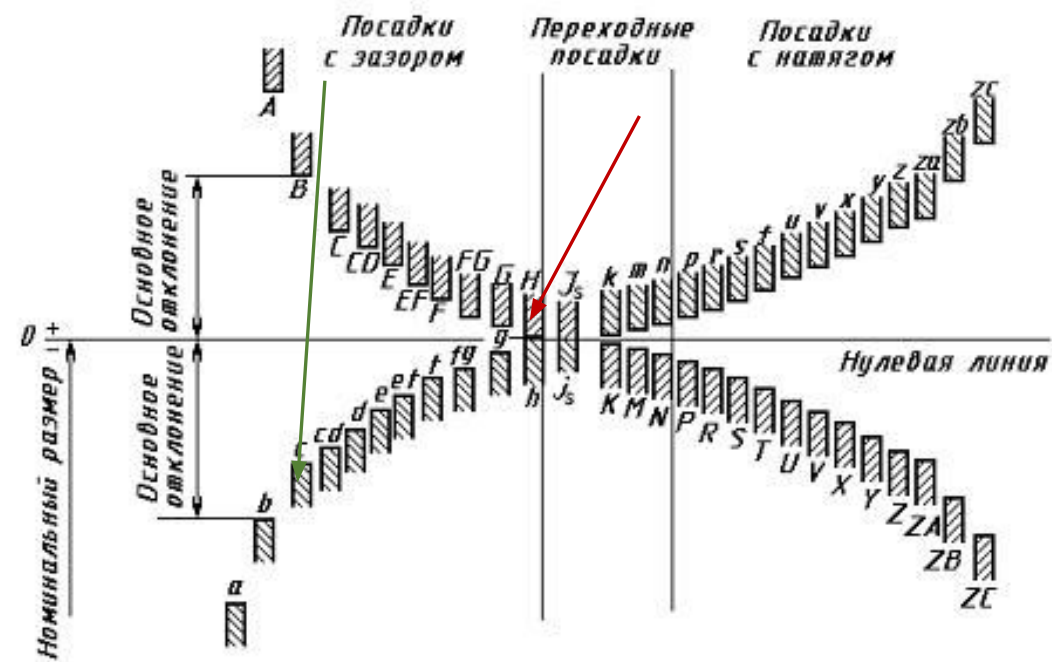 Посадки
с зазором
Переходные
посадки
Посадки
с натягом
A
B
C
CD
E
EF
F
FG
G
H
Js
k
m
n
p
r
s
t
u
v
x
y
z
za
zb
zc
Основное
отклонение
0
+
-
Нулевая линия
Номинальный размер
Основное
отклонение
a
b
c
cd
d
e
ef
f
fg
g
h
js
K
M
N
P
R
S
T
U
V
X
Y
Z
ZA
ZB
ZC